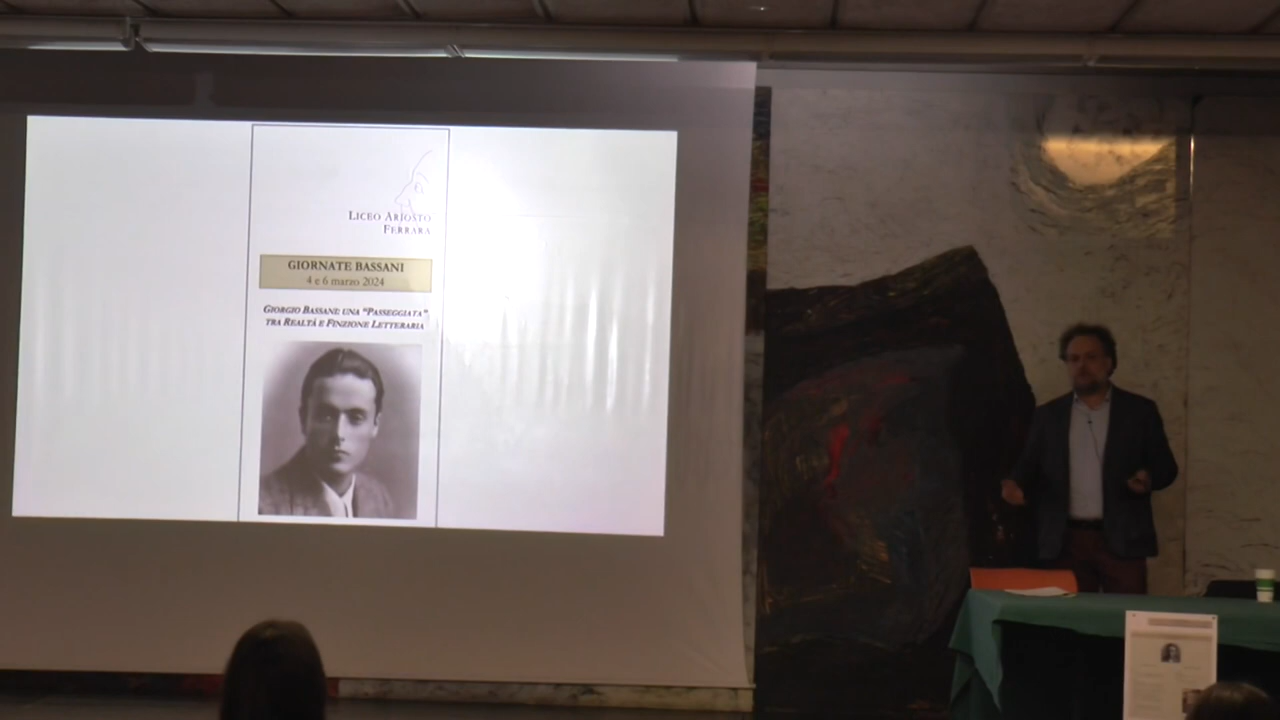 LICEO ARIOSTO
FERRARA
GIORNATE BASSANI
4 e 6 marzo 2024
GIORGIO BASSANI: UNA "PASSEGGIATA"
TRA REALTÀ E FINZIONE LETTERARIA